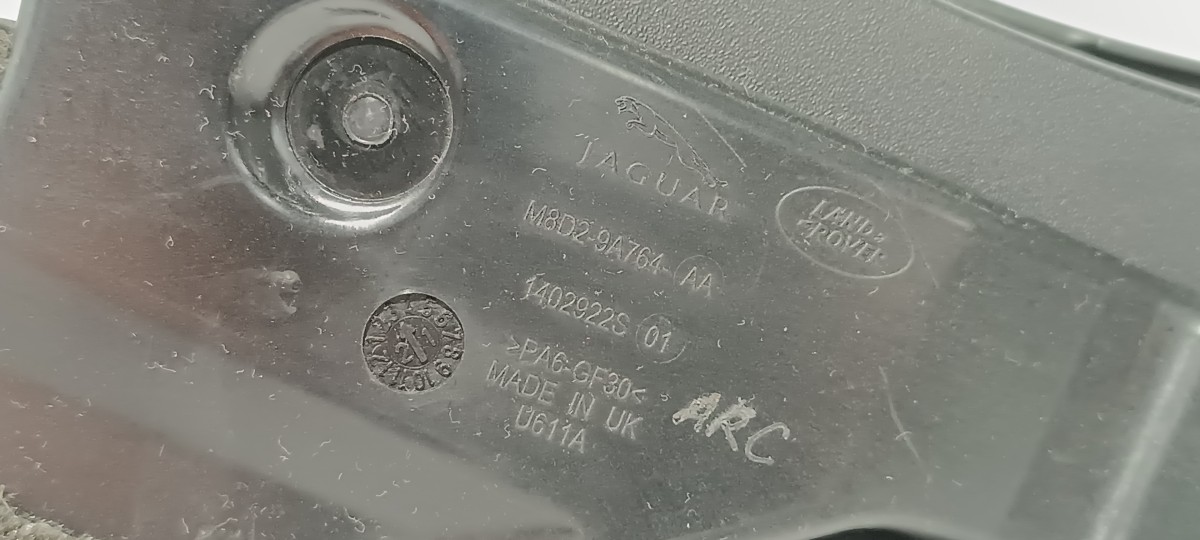 JAGUAR
LAND-
ROVER
M8D2-9A764-AA
1402922S 01
>PA6-GF30<
MADE IN UK
U611A
ARC